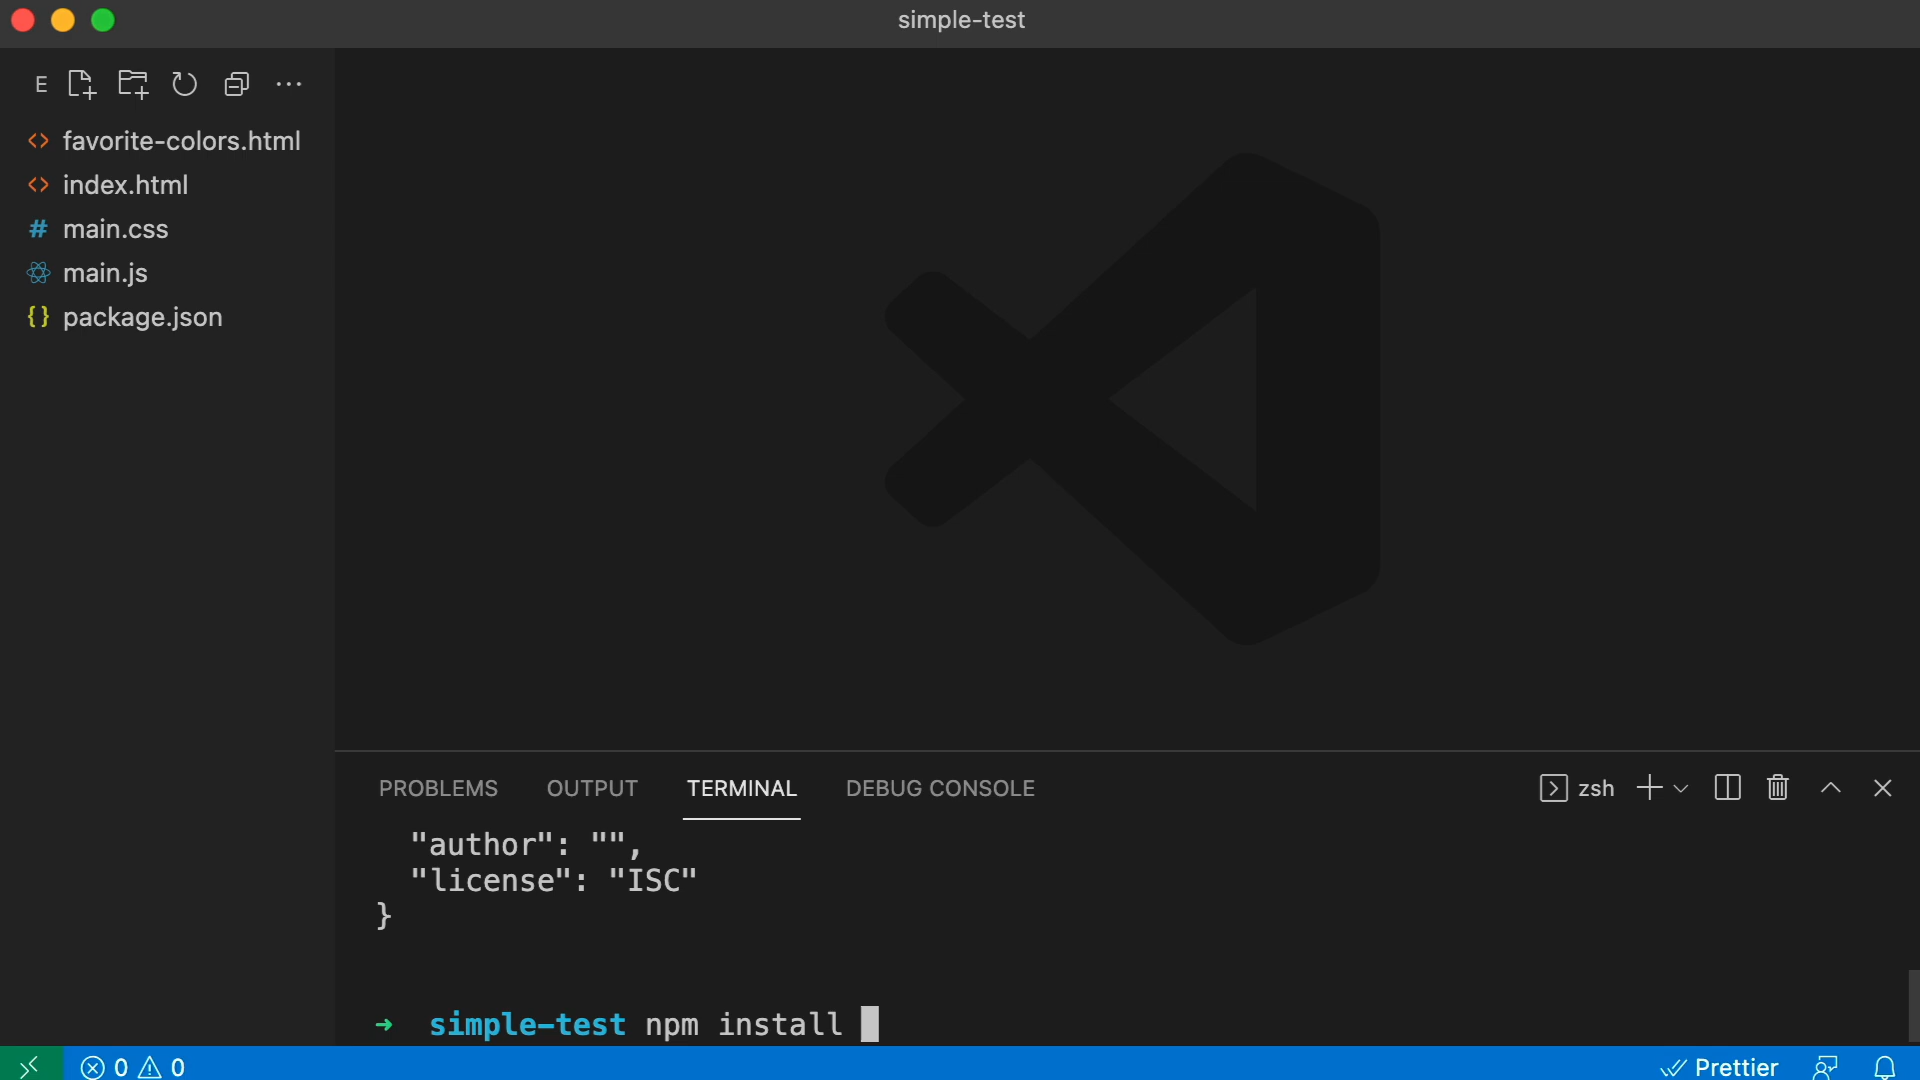 simple-test
E
favorite-colors.html
index.html
# main.css
main.js
{} package.json
PROBLEMS OUTPUT TERMINAL DEBUG CONSOLE zsh
"author": "",
"license": "ISC"
}
➜ simple-test npm install
0 0 Prettier